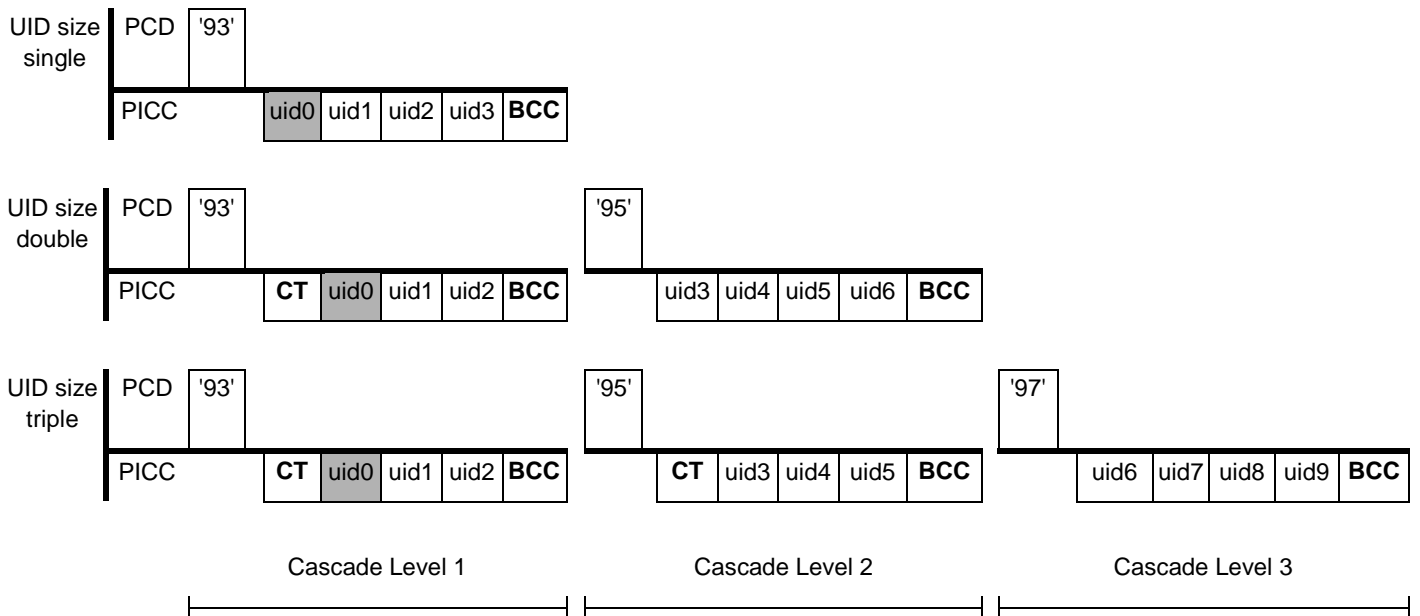 UID size single PCD '93'
PICC uid0 uid1 uid2 uid3 BCC
UID size double PCD '93' '95'
PICC CT uid0 uid1 uid2 BCC uid3 uid4 uid5 uid6 BCC
UID size triple PCD '93' '95' '97'
PICC CT uid0 uid1 uid2 BCC CT uid3 uid4 uid5 BCC uid6 uid7 uid8 uid9 BCC
Cascade Level 1 Cascade Level 2 Cascade Level 3